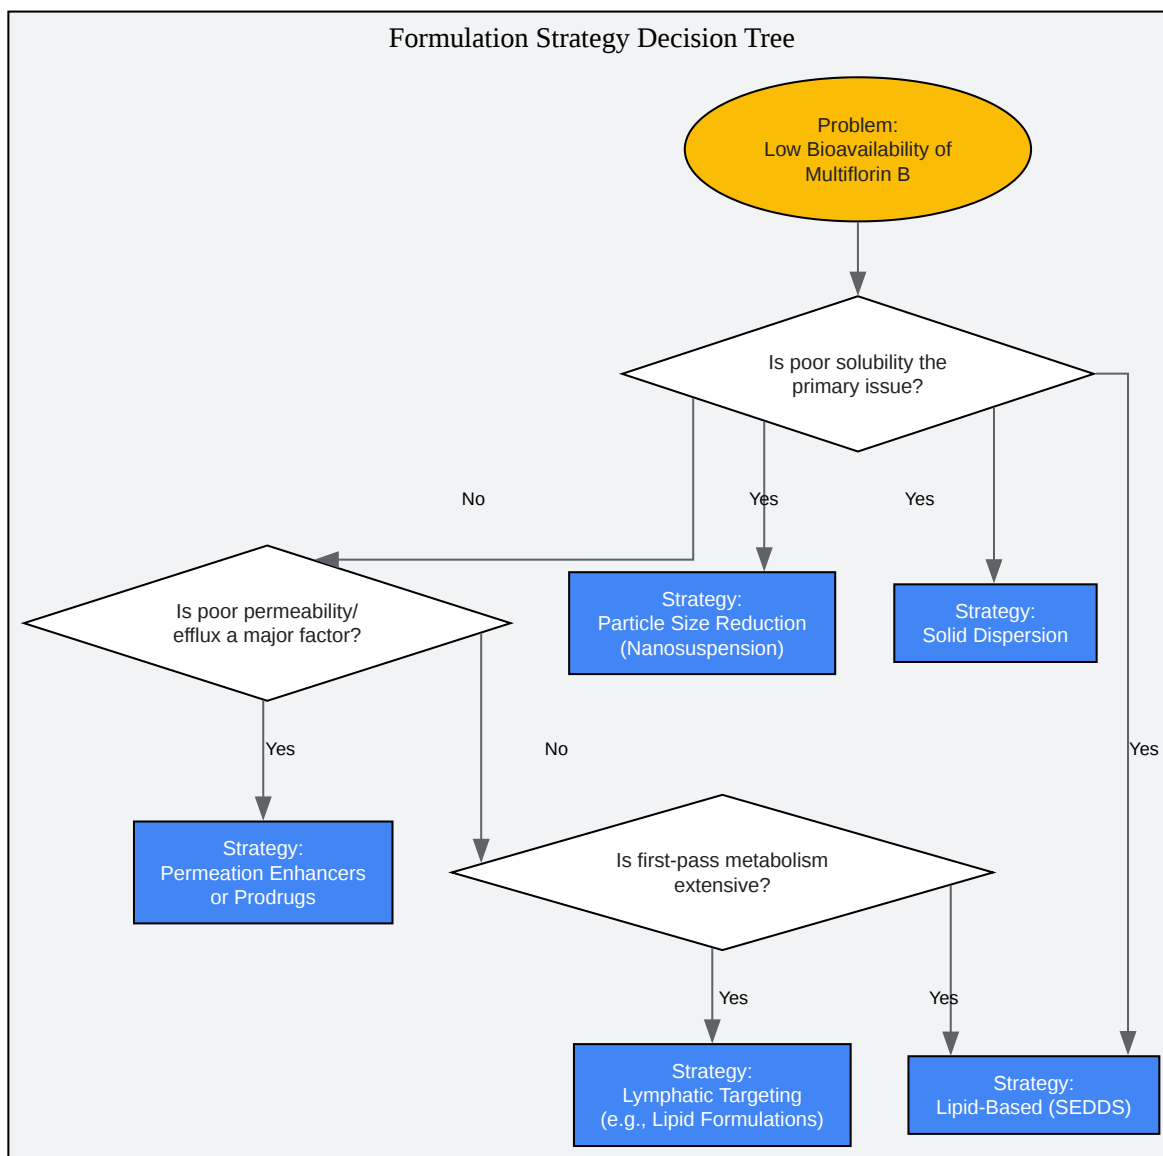 Formulation Strategy Decision Tree
Problem:
Low Bioavailability of
Multiflorin B
Is poor solubility the
primary issue?
No
Yes
Yes
Is poor permeability/
efflux a major factor?
Strategy:
Particle Size Reduction
(Nanosuspension)
Strategy:
Solid Dispersion
Yes
No
Yes
Strategy:
Permeation Enhancers
or Prodrugs
Is first-pass metabolism
extensive?
Yes
Yes
Strategy:
Lymphatic Targeting
(e.g., Lipid Formulations)
Strategy:
Lipid-Based (SEDDS)